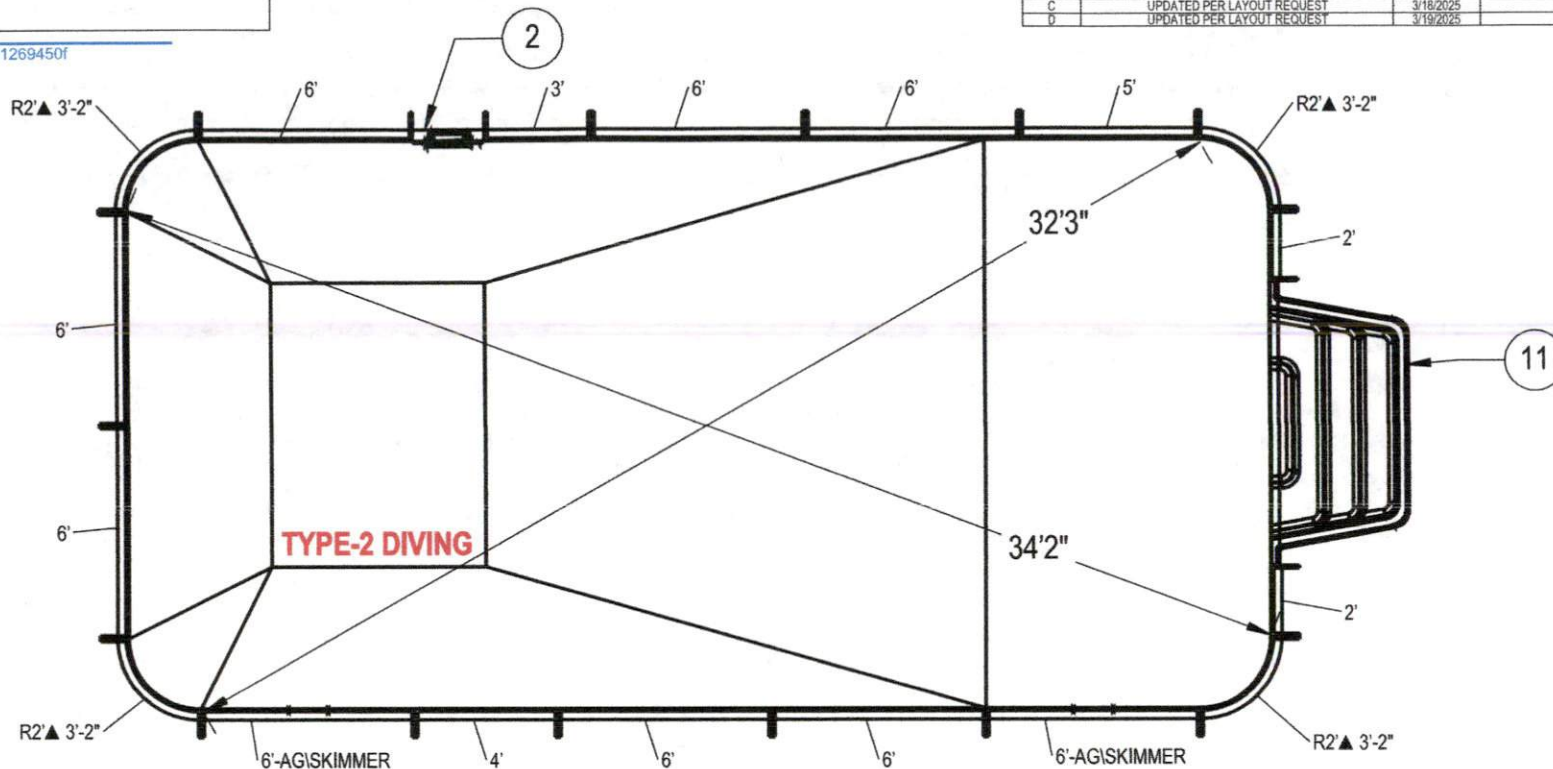 C UPDATED PER LAYOUT REQUEST 3/18/2025
D UPDATED PER LAYOUT REQUEST 3/19/2025
1269450f
2
R2'▲ 3'-2"
6'
3'
6'
6'
5'
R2'▲ 3'-2"
32'3"
2'
6'
11
6'
TYPE-2 DIVING
34'2"
2'
R2'▲ 3'-2"
6'-AG\SKIMMER
4'
6'
6'
6'-AG\SKIMMER
R2'▲ 3'-2"